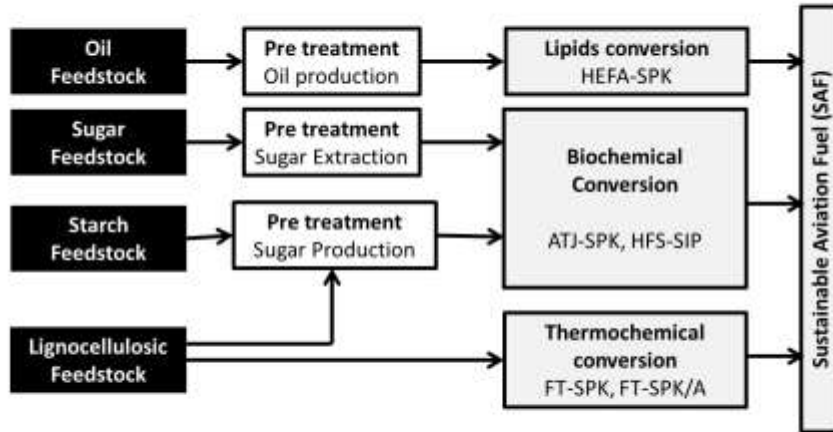 Oil
Feedstock
Pre treatment
Oil production
Lipids conversion
HEFA-SPK
Sugar
Feedstock
Pre treatment
Sugar Extraction
Biochemical
Conversion
ATJ-SPK, HFS-SIP
Starch
Feedstock
Pre treatment
Sugar Production
Lignocellulosic
Feedstock
Thermochemical
conversion
FT-SPK, FT-SPK/A
Sustainable Aviation Fuel (SAF)